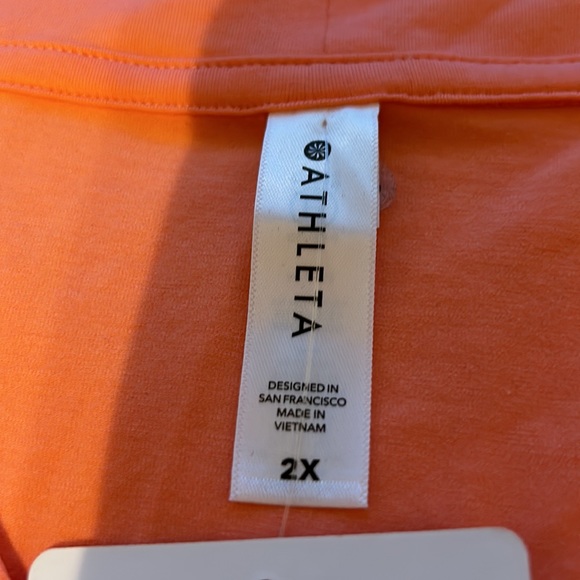 ATHLETA
DESIGNED IN
SAN FRANCISCO
MADE IN
VIETNAM
2X